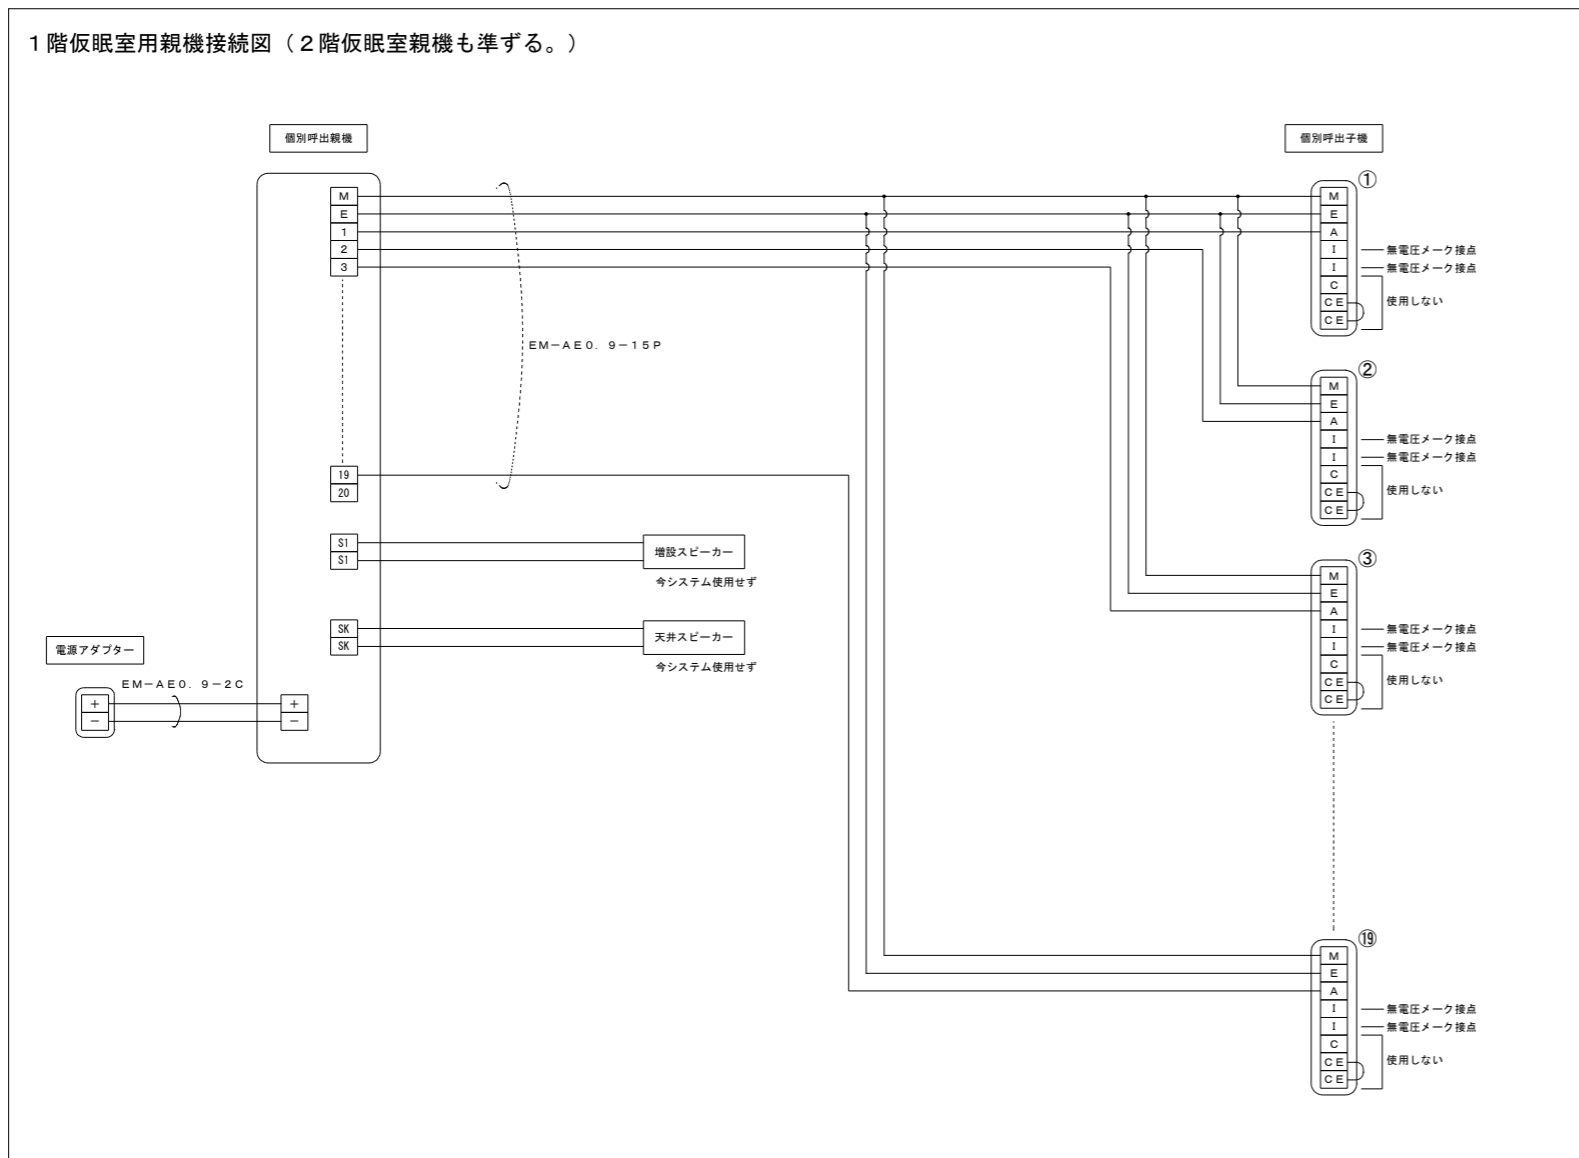 １階仮眠室用親機接続図（２階仮眠室親機も準ずる。）
個別呼出親機
個別呼出子機
M
E
1
2
3
19
20
S1
S1
SK
SK
+
−
EM−AE0.9−15P
増設スピーカー
今システム使用せず
天井スピーカー
今システム使用せず
電源アダプター
EM−AE0.9−2C
+
−
①
M
E
A
I
無電圧メーク接点
I
無電圧メーク接点
C
CE
使用しない
CE
②
M
E
A
I
無電圧メーク接点
I
無電圧メーク接点
C
CE
使用しない
CE
③
M
E
A
I
無電圧メーク接点
I
無電圧メーク接点
C
CE
使用しない
CE
⑲
M
E
A
I
無電圧メーク接点
I
無電圧メーク接点
C
CE
使用しない
CE